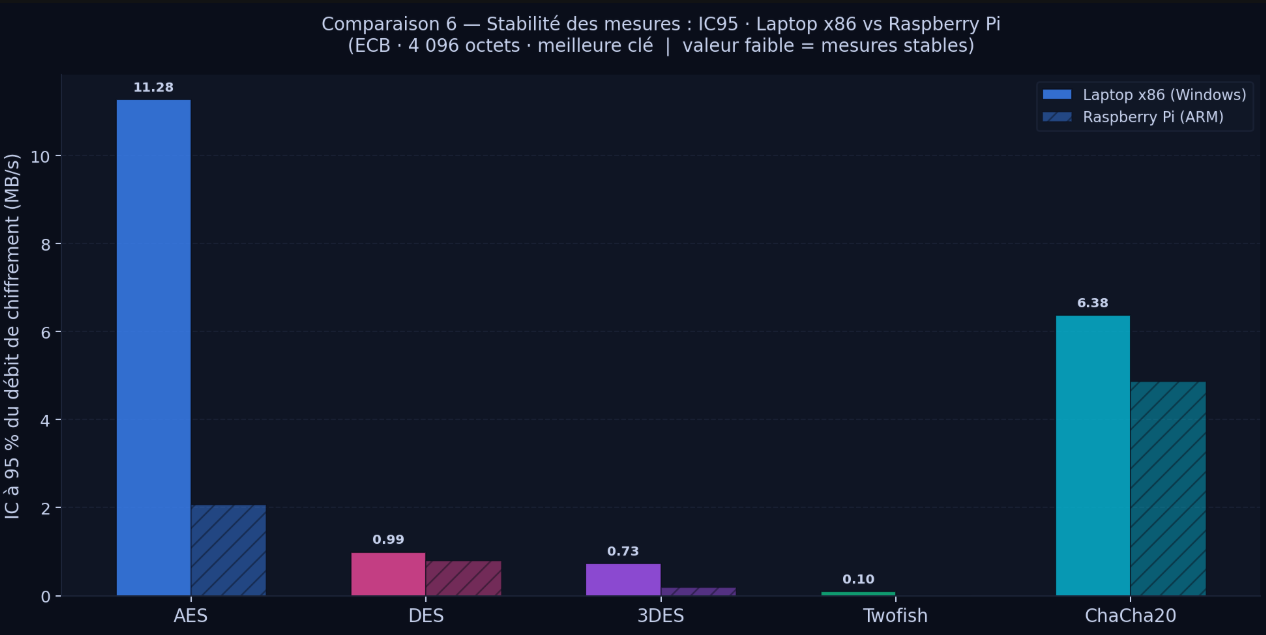 Comparaison 6 — Stabilité des mesures : IC95 · Laptop x86 vs Raspberry Pi
(ECB · 4 096 octets · meilleure clé | valeur faible = mesures stables)
IC à 95 % du débit de chiffrement (MB/s)
10
8
6
4
2
0
11.28
0.99
0.73
0.10
6.38
Laptop x86 (Windows)
Raspberry Pi (ARM)
AES
DES
3DES
Twofish
ChaCha20